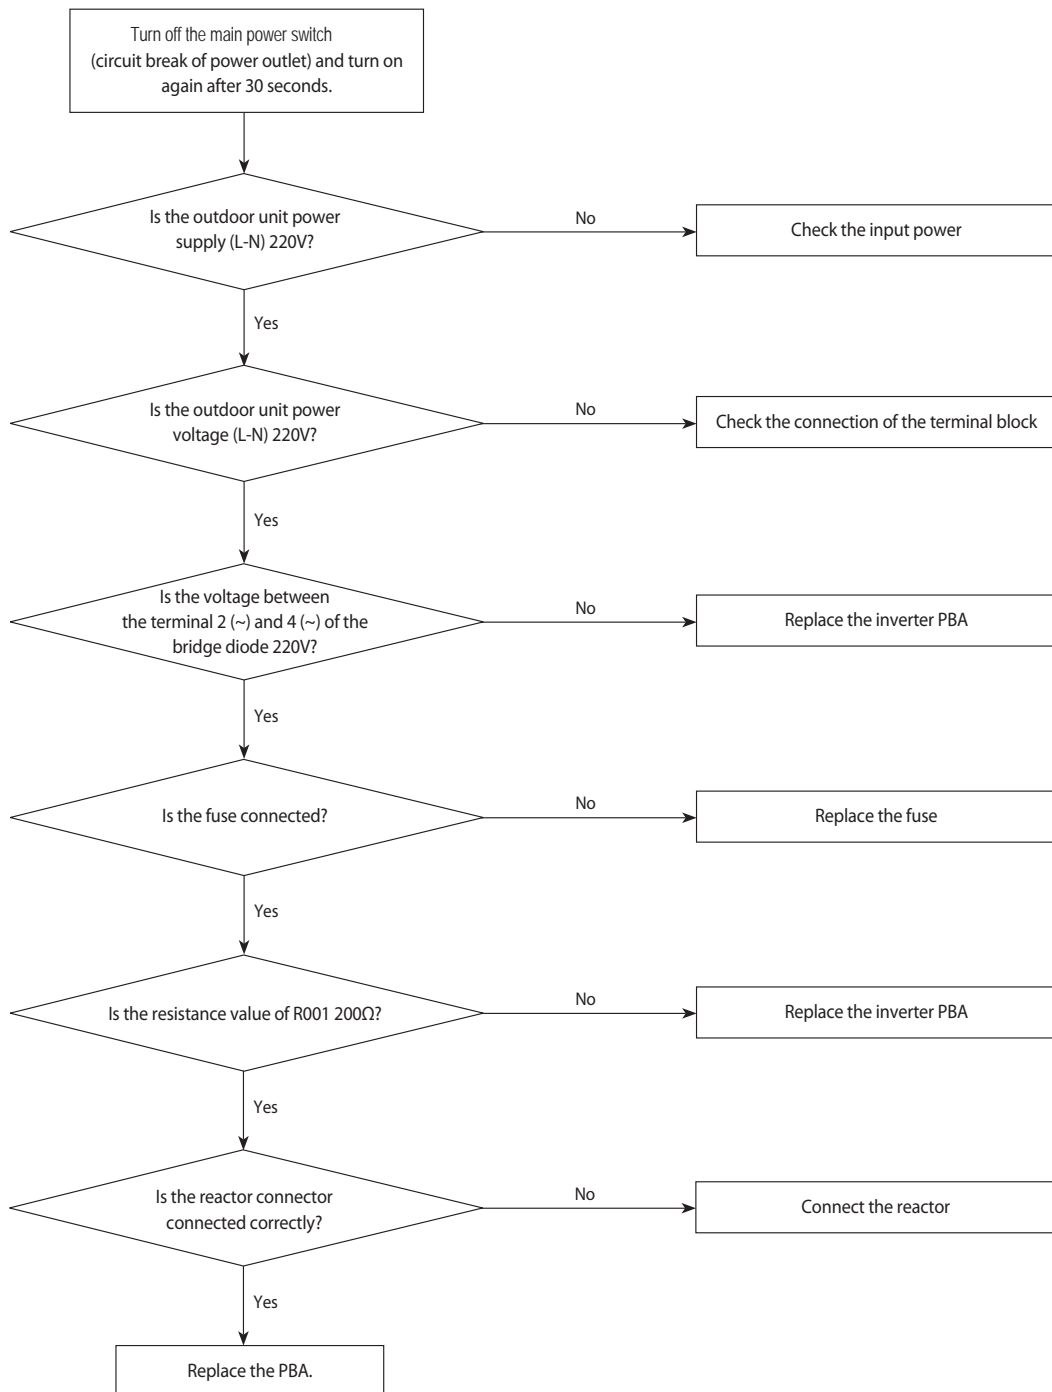 Turn off the main power switch
(circuit break of power outlet) and turn on
again after 30 seconds.
Is the outdoor unit power
supply (L-N) 220V?
No
Check the input power
Yes
Is the outdoor unit power
voltage (L-N) 220V?
No
Check the connection of the terminal block
Yes
Is the voltage between
the terminal 2 (~) and 4 (~) of the
bridge diode 220V?
No
Replace the inverter PBA
Yes
Is the fuse connected?
No
Replace the fuse
Yes
Is the resistance value of R001 200Ω?
No
Replace the inverter PBA
Yes
Is the reactor connector
connected correctly?
No
Connect the reactor
Yes
Replace the PBA.